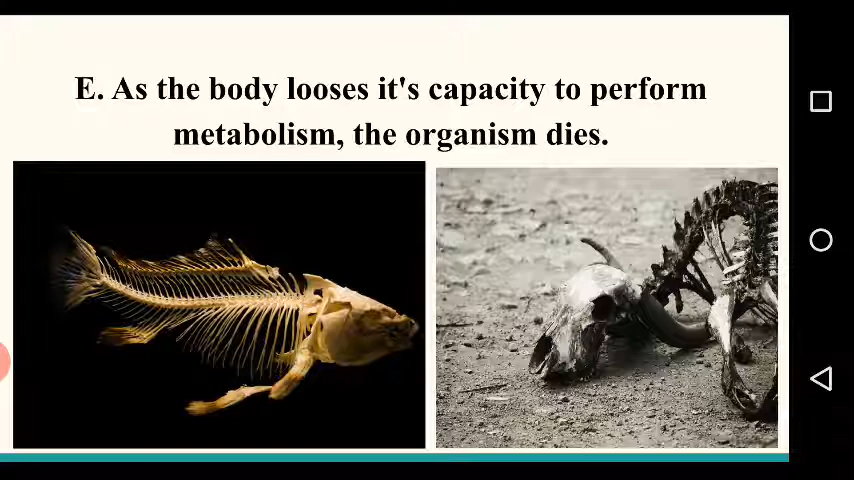 E. As the body looses it's capacity to perform
metabolism, the organism dies.